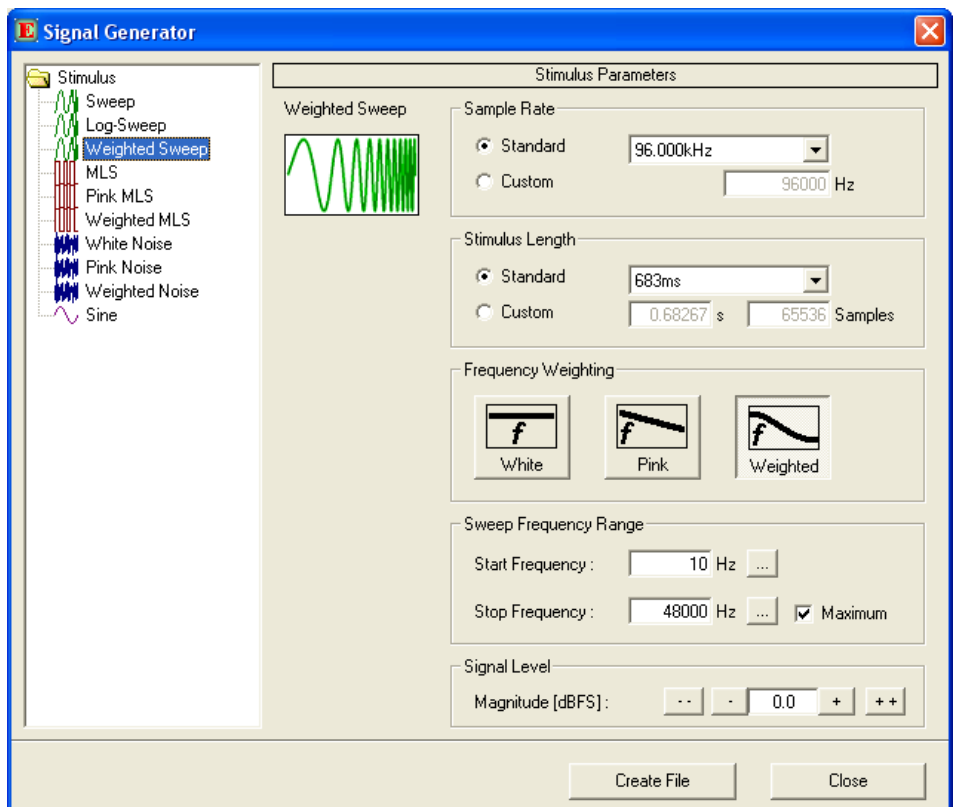 E Signal Generator
Stimulus
Sweep
Log-Sweep
Weighted Sweep
MLS
Pink MLS
Weighted MLS
White Noise
Pink Noise
Weighted Noise
Sine
Stimulus Parameters
Weighted Sweep
Sample Rate
Standard 96.000kHz
Custom 96000 Hz
Stimulus Length
Standard 683ms
Custom 0.68267 s 65536 Samples
Frequency Weighting
f f f
White Pink Weighted
Sweep Frequency Range
Start Frequency : 10 Hz ...
Stop Frequency : 48000 Hz ... Maximum
Signal Level
Magnitude [dBFS] : - - - 0.0 + + +
Create File Close